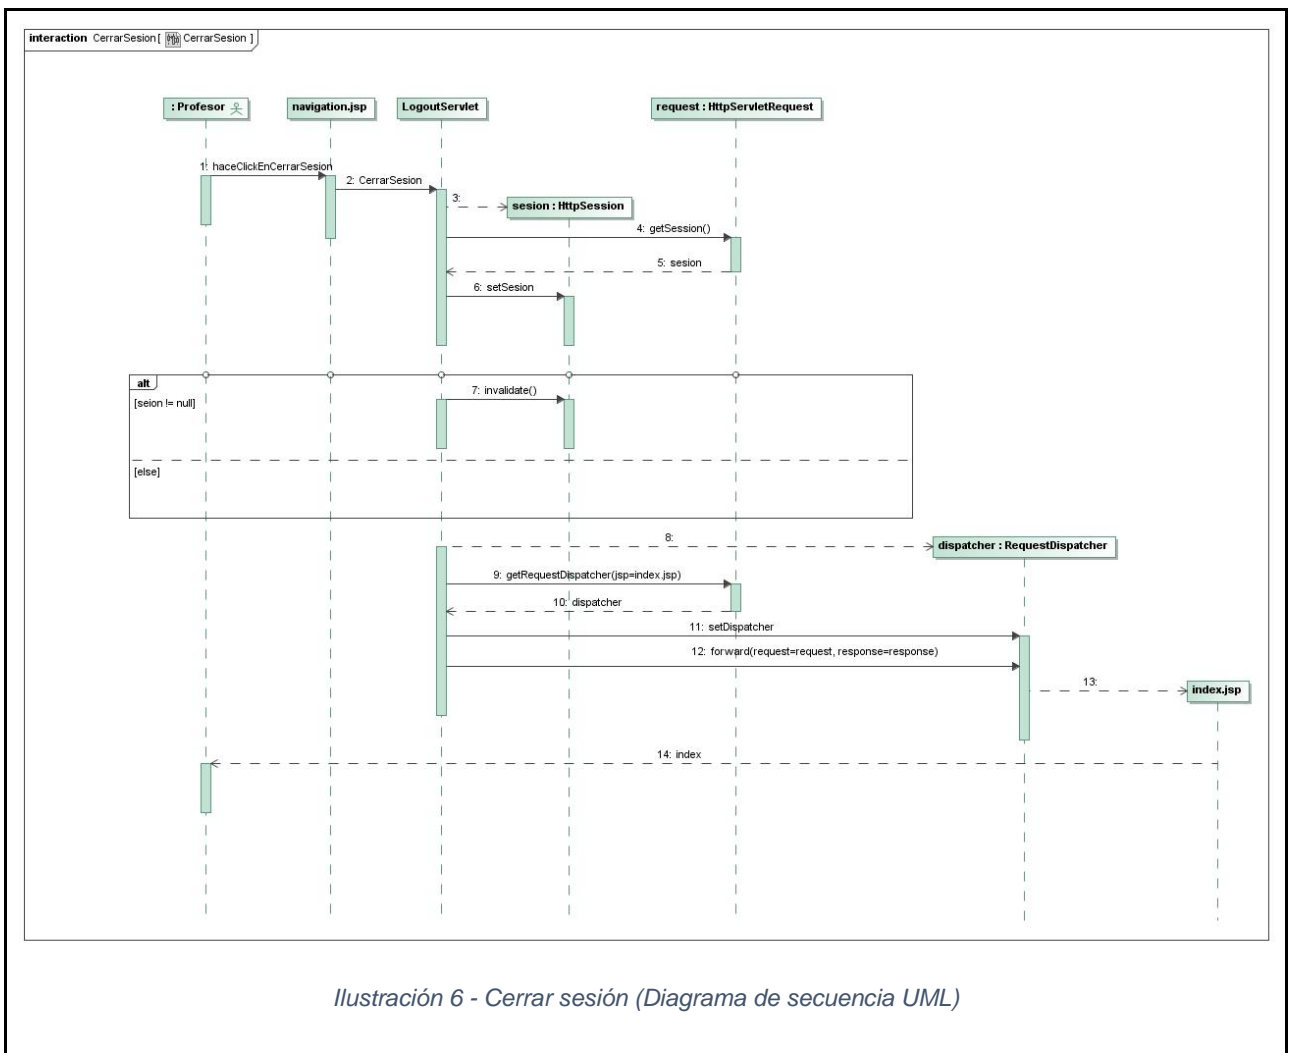 interaction CerrarSesion[ CerrarSesion ]
: Profesor
navigation.jsp
LogoutServlet
request : HttpServletRequest
1: haceClickEnCerrarSesion
2: CerrarSesion
3:
sesion : HttpSession
4: getSession()
5: sesion
6: setSesion
alt
[seion != null]
7: invalidate()
[else]
8:
dispatcher : RequestDispatcher
9: getRequestDispatcher(jsp=index.jsp)
10: dispatcher
11: setDispatcher
12: forward(request=request, response=response)
13:
index.jsp
14: index
Ilustración 6 - Cerrar sesión (Diagrama de secuencia UML)